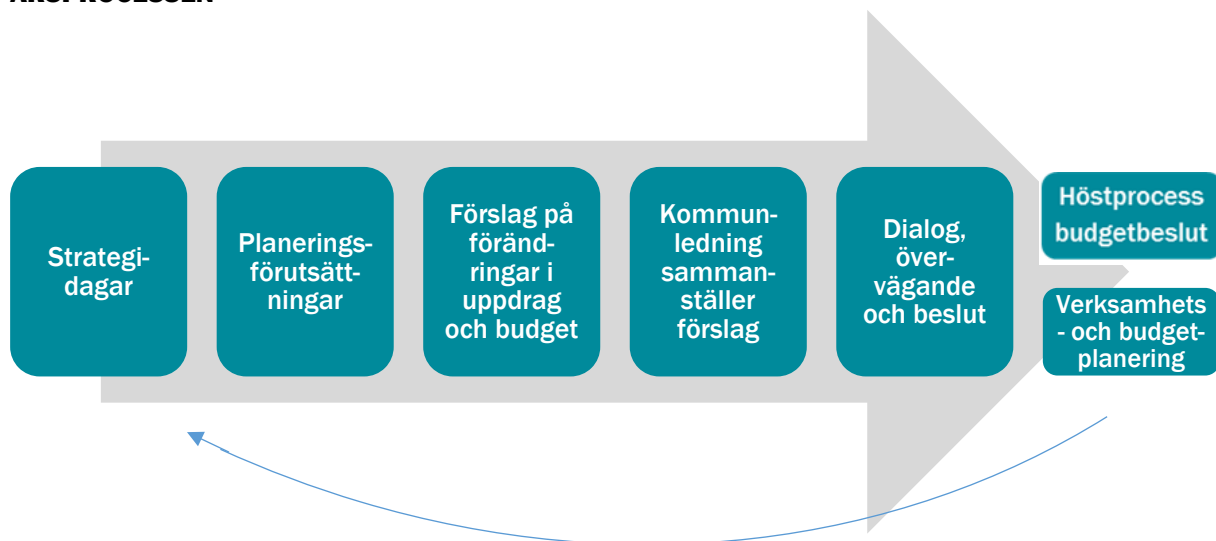 ÅRSPROCESSEN
Strategi-
dagar
Planerings-
förutsätt-
ningar
Förslag på
föränd-
ringar i
uppdrag
och budget
Kommun-
ledning
samman-
ställer
förslag
Dialog,
över-
vägande
och beslut
Höstprocess
budgetbeslut
Verksamhets
- och budget-
planering